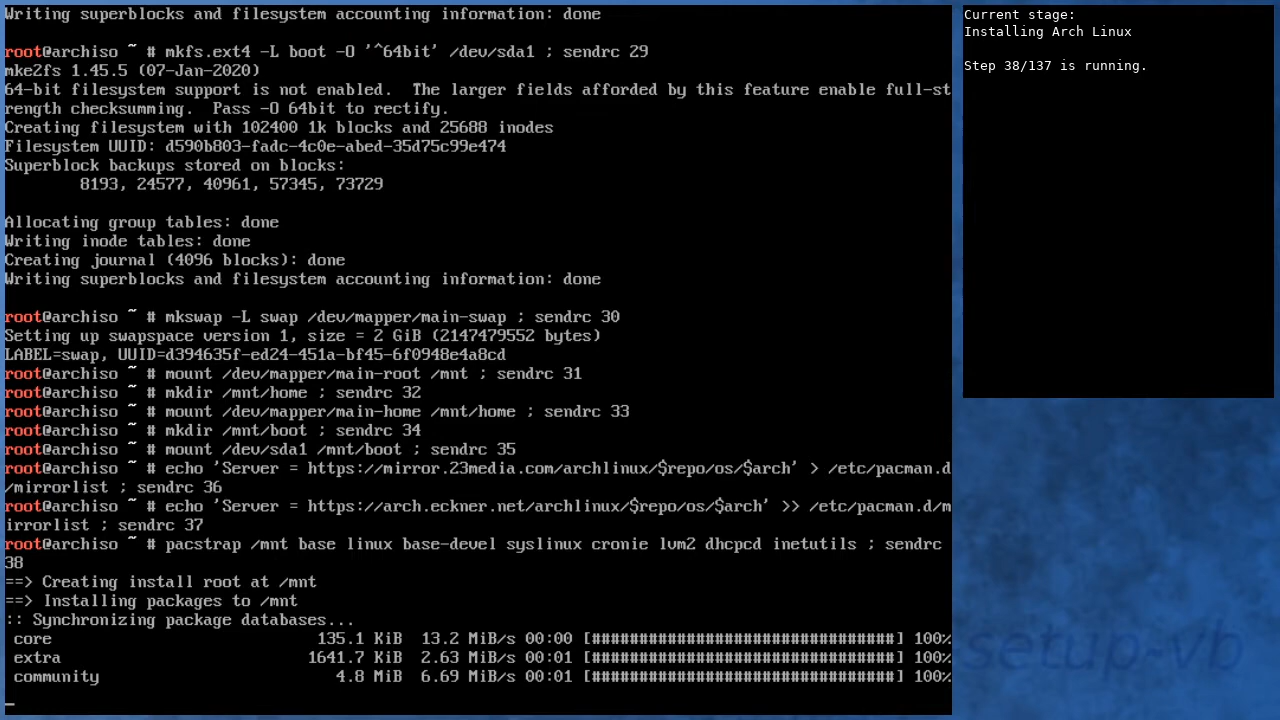 Writing superblocks and filesystem accounting information: done
root@archiso ~ # mkfs.ext4 -L boot -O '^64bit' /dev/sda1 ; sendrc 29
mke2fs 1.45.5 (07-Jan-2020)
64-bit filesystem support is not enabled.  The larger fields afforded by this feature enable full-st
rength checksumming.  Pass -O 64bit to rectify.
Creating filesystem with 102400 1k blocks and 25688 inodes
Filesystem UUID: d590b803-fadc-4c0e-abed-35d75c99e474
Superblock backups stored on blocks:
        8193, 24577, 40961, 57345, 73729
Allocating group tables: done
Writing inode tables: done
Creating journal (4096 blocks): done
Writing superblocks and filesystem accounting information: done
root@archiso ~ # mkswap -L swap /dev/mapper/main-swap ; sendrc 30
Setting up swapspace version 1, size = 2 GiB (2147479552 bytes)
LABEL=swap, UUID=d394635f-ed24-451a-bf45-6f0948e4a8cd
root@archiso ~ # mount /dev/mapper/main-root /mnt ; sendrc 31
root@archiso ~ # mkdir /mnt/home ; sendrc 32
root@archiso ~ # mount /dev/mapper/main-home /mnt/home ; sendrc 33
root@archiso ~ # mkdir /mnt/boot ; sendrc 34
root@archiso ~ # mount /dev/sda1 /mnt/boot ; sendrc 35
root@archiso ~ # echo 'Server = https://mirror.23media.com/archlinux/$repo/os/$arch' > /etc/pacman.d
/mirrorlist ; sendrc 36
root@archiso ~ # echo 'Server = https://arch.eckner.net/archlinux/$repo/os/$arch' >> /etc/pacman.d/m
irrorlist ; sendrc 37
root@archiso ~ # pacstrap /mnt base linux base-devel syslinux cronie lvm2 dhcpcd inetutils ; sendrc
38
==> Creating install root at /mnt
==> Installing packages to /mnt
:: Synchronizing package databases...
 core                            135.1 KiB  13.2 MiB/s 00:00 [################################] 100%
 extra                          1641.7 KiB  2.63 MiB/s 00:01 [################################] 100%
 community                         4.8 MiB  6.69 MiB/s 00:01 [################################] 100%
Current stage:
Installing Arch Linux
Step 38/137 is running.
setup-vb